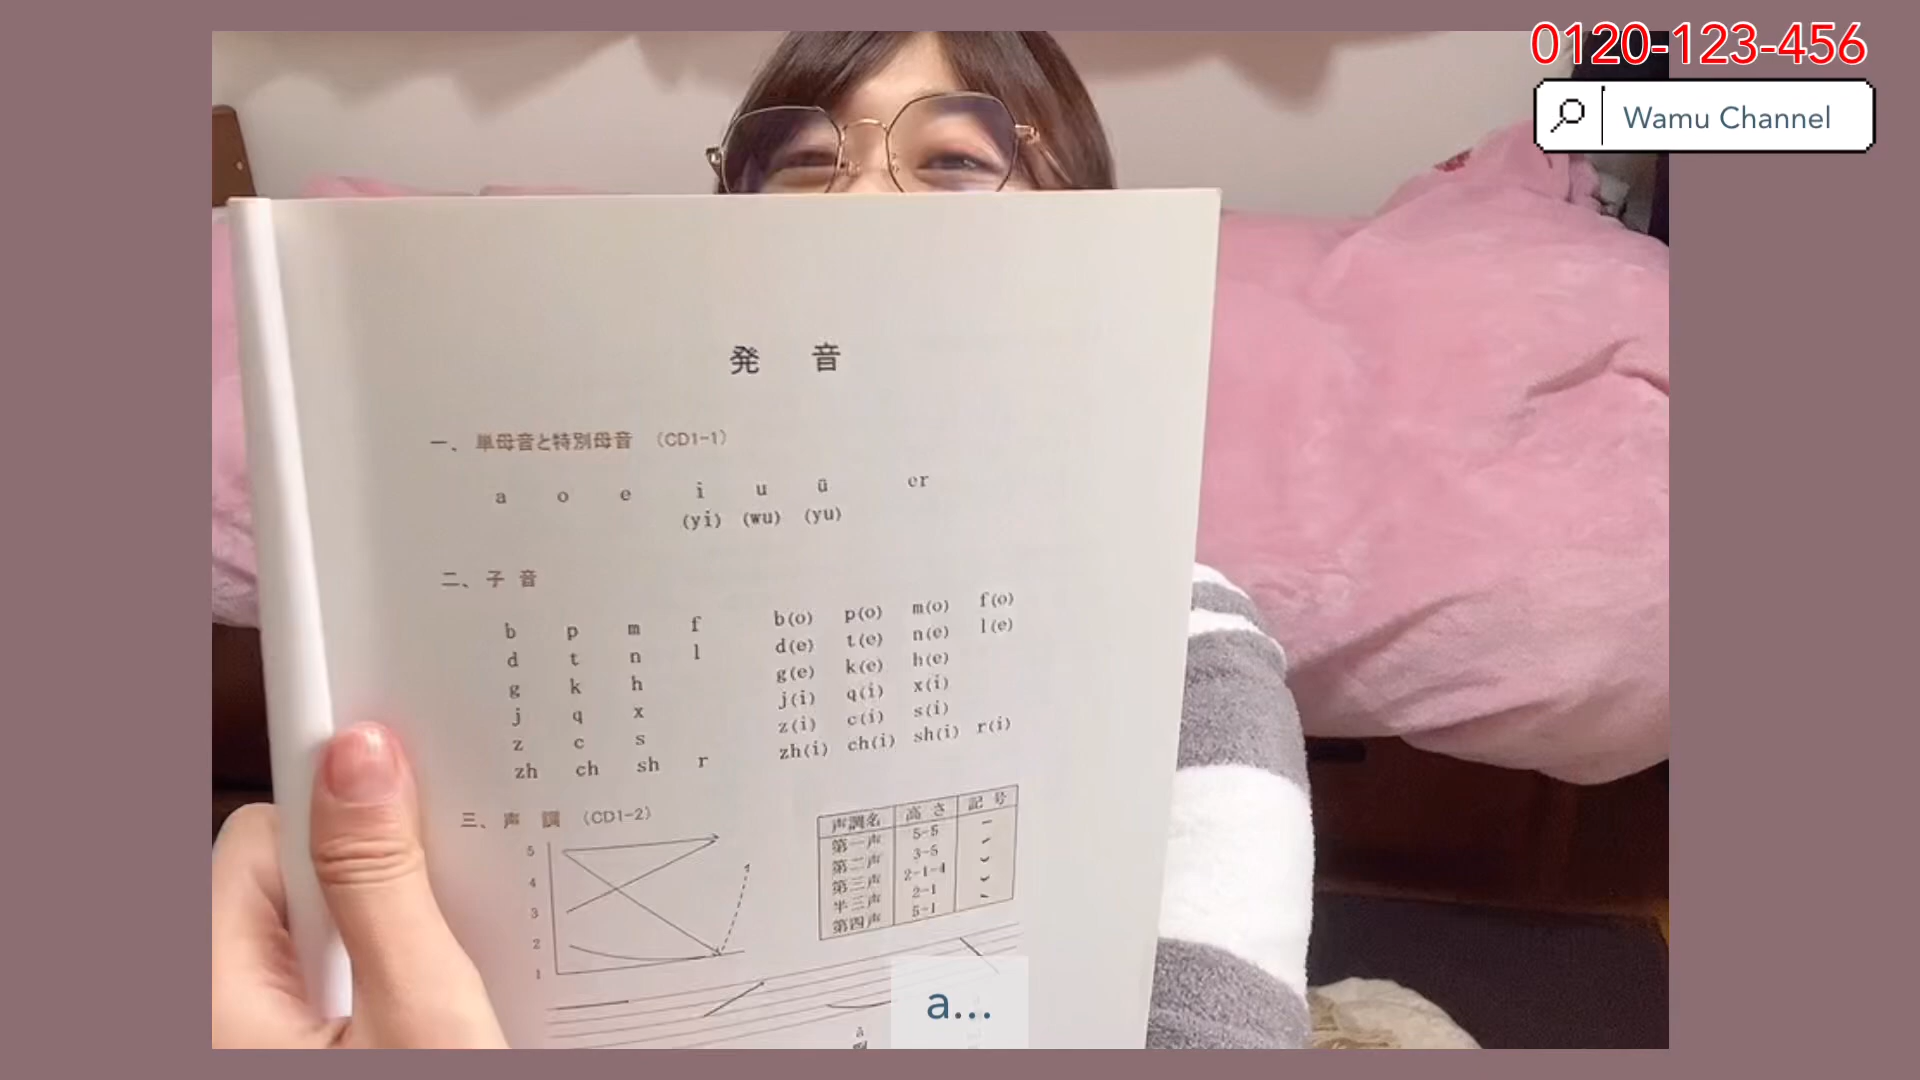 0120-123-456
Wamu Channel
発 音
一、単母音と特別母音 (CD1-1)
a o e i u ü er
(yi) (wu) (yu)
二、子 音
b p m f b(o) p(o) m(o) f(o)
d t n l d(e) t(e) n(e) l(e)
g k h g(e) k(e) h(e)
j q x j(i) q(i) x(i)
z c s z(i) c(i) s(i)
zh ch sh r zh(i) ch(i) sh(i) r(i)
三、声 調 (CD1-2)
5
4
3
2
1
声調名 高 さ 記 号
第一声 5-5 ˉ
第二声 3-5 ˊ
第三声 2-1-4 ˇ
半三声 2-1 ˇ
第四声 5-1 ˋ
a...